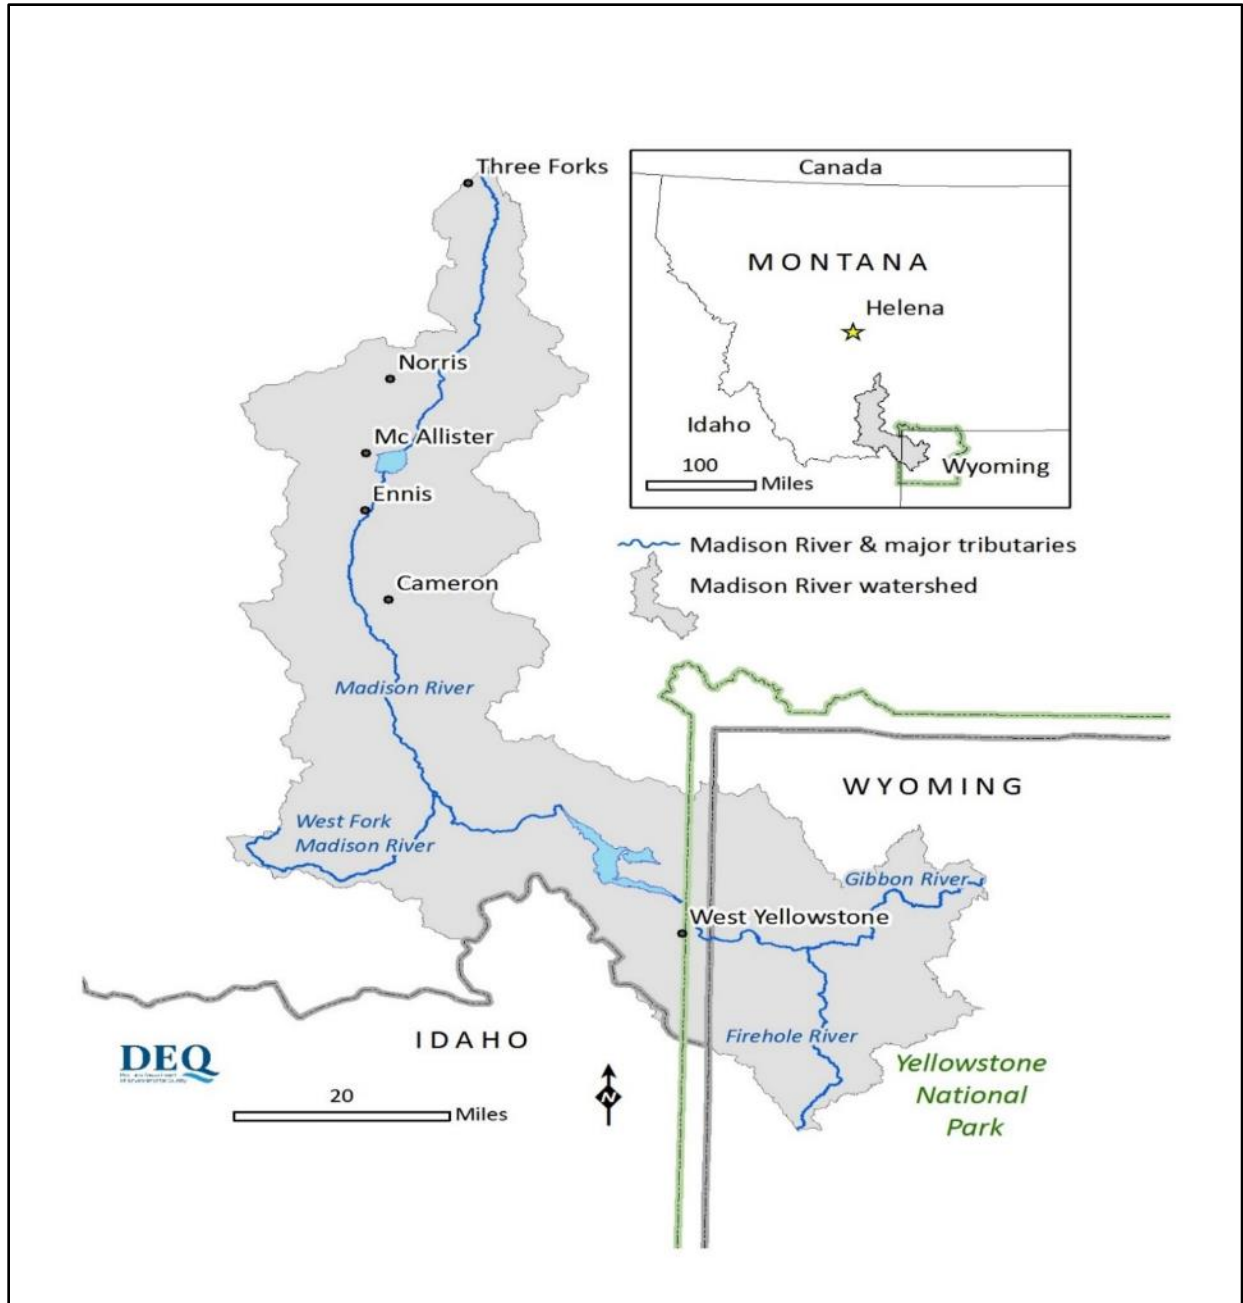 Three Forks
Canada
MONTANA
Helena
Norris
Idaho
Mc Allister
Wyoming
100
Miles
Ennis
Madison River & major tributaries
Cameron
Madison River watershed
Madison River
WYOMING
West Fork
Madison River
Gibbon River
West Yellowstone
IDAHO
Firehole River
DEQ
Yellowstone
National
Park
20
Miles
N